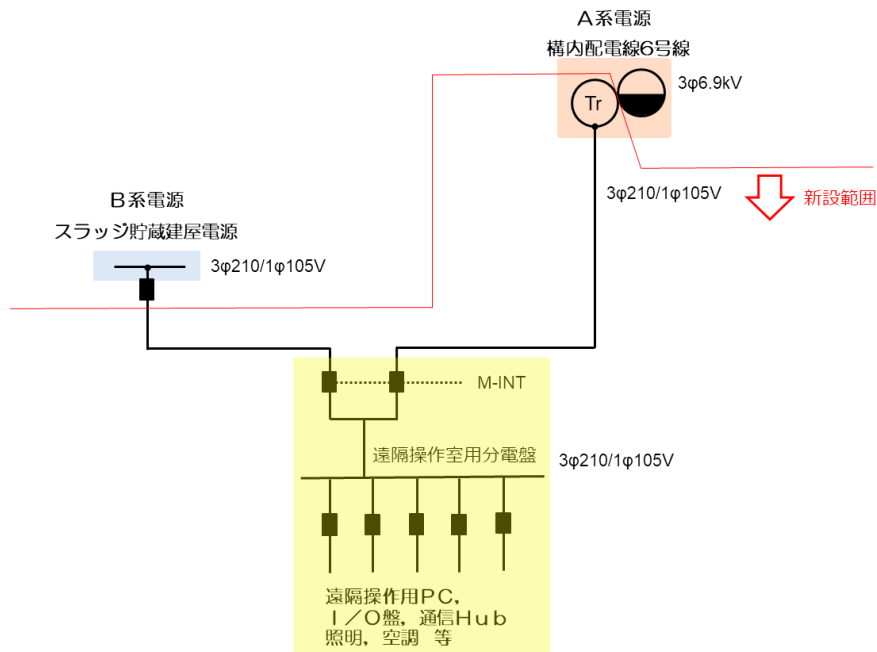 A系電源
構内配電線6号線
Tr
3φ6.9kV
3φ210/1φ105V
新設範囲
B系電源
スラッジ貯蔵建屋電源
3φ210/1φ105V
M-INT
遠隔操作室用分電盤
3φ210/1φ105V
遠隔操作用PC，
I／O盤，通信Hub
照明，空調 等